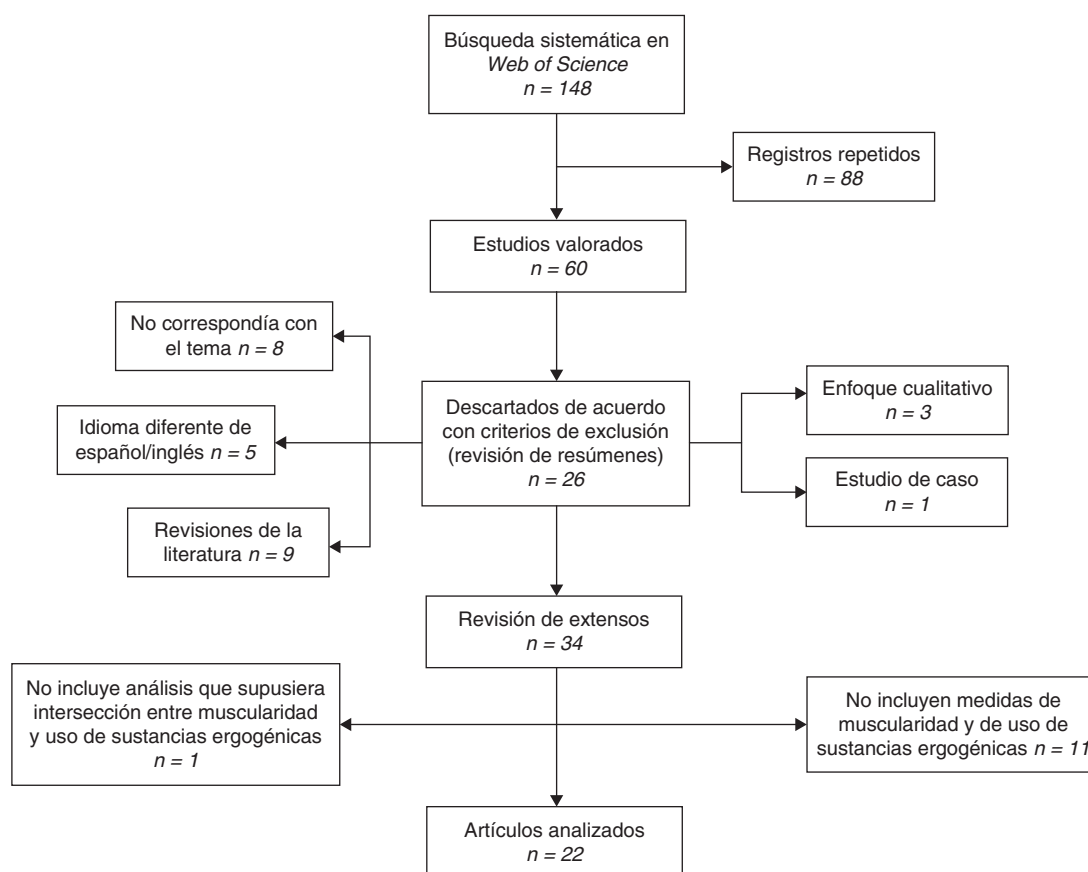 Búsqueda sistemática en
Web of Science
n = 148
Registros repetidos
n = 88
Estudios valorados
n = 60
No correspondía con
el tema n = 8
Idioma diferente de
español/inglés n = 5
Revisiones de la
literatura n = 9
Descartados de acuerdo
con criterios de exclusión
(revisión de resúmenes)
n = 26
Enfoque cualitativo
n = 3
Estudio de caso
n = 1
Revisión de extensos
n = 34
No incluye análisis que supusiera
intersección entre muscularidad
y uso de sustancias ergogénicas
n = 1
No incluyen medidas de
muscularidad y de uso de
sustancias ergogénicas n = 11
Artículos analizados
n = 22